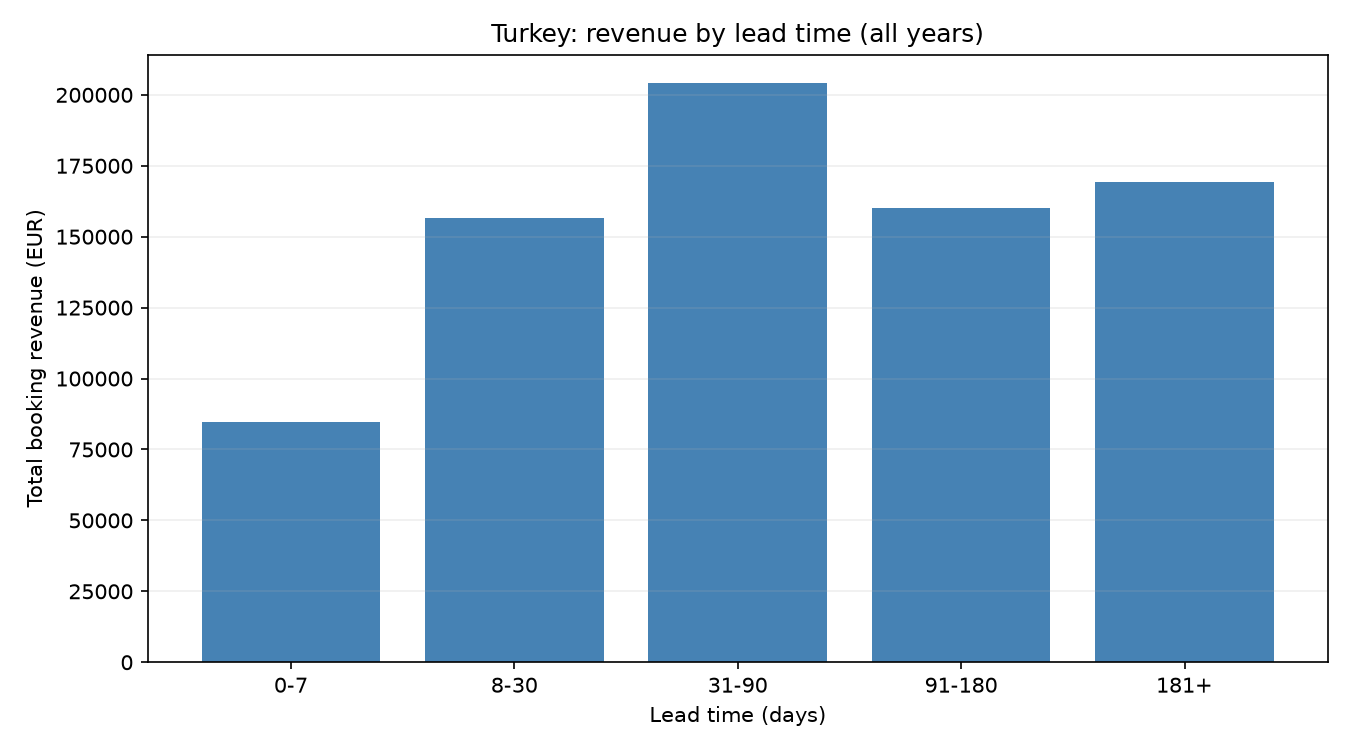 Turkey: revenue by lead time (all years)
Total booking revenue (EUR)
200000
175000
150000
125000
100000
75000
50000
25000
0
0-7 8-30 31-90 91-180 181+
Lead time (days)